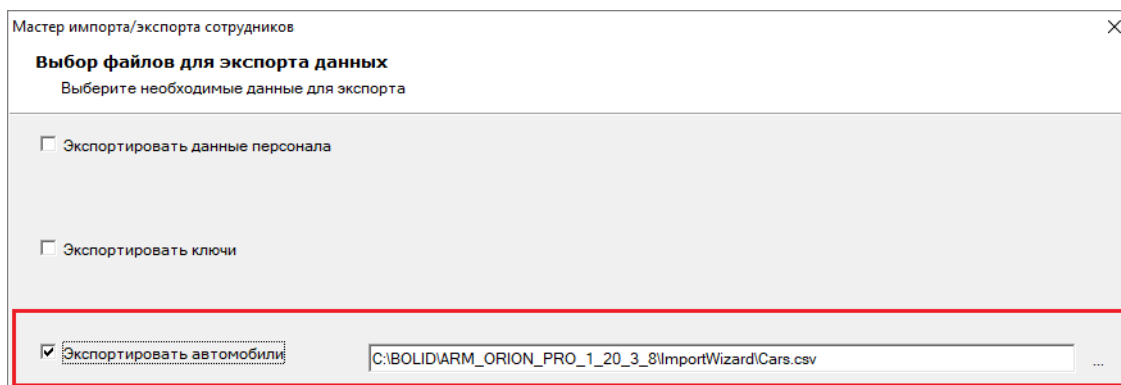 Мастер импорта/экспорта сотрудников
Выбор файлов для экспорта данных
Выберите необходимые данные для экспорта
Экспортировать данные персонала
Экспортировать ключи
Экспортировать автомобили C:\BOLID\ARM_ORION_PRO_1_20_3_8\ImportWizard\Cars.csv ...